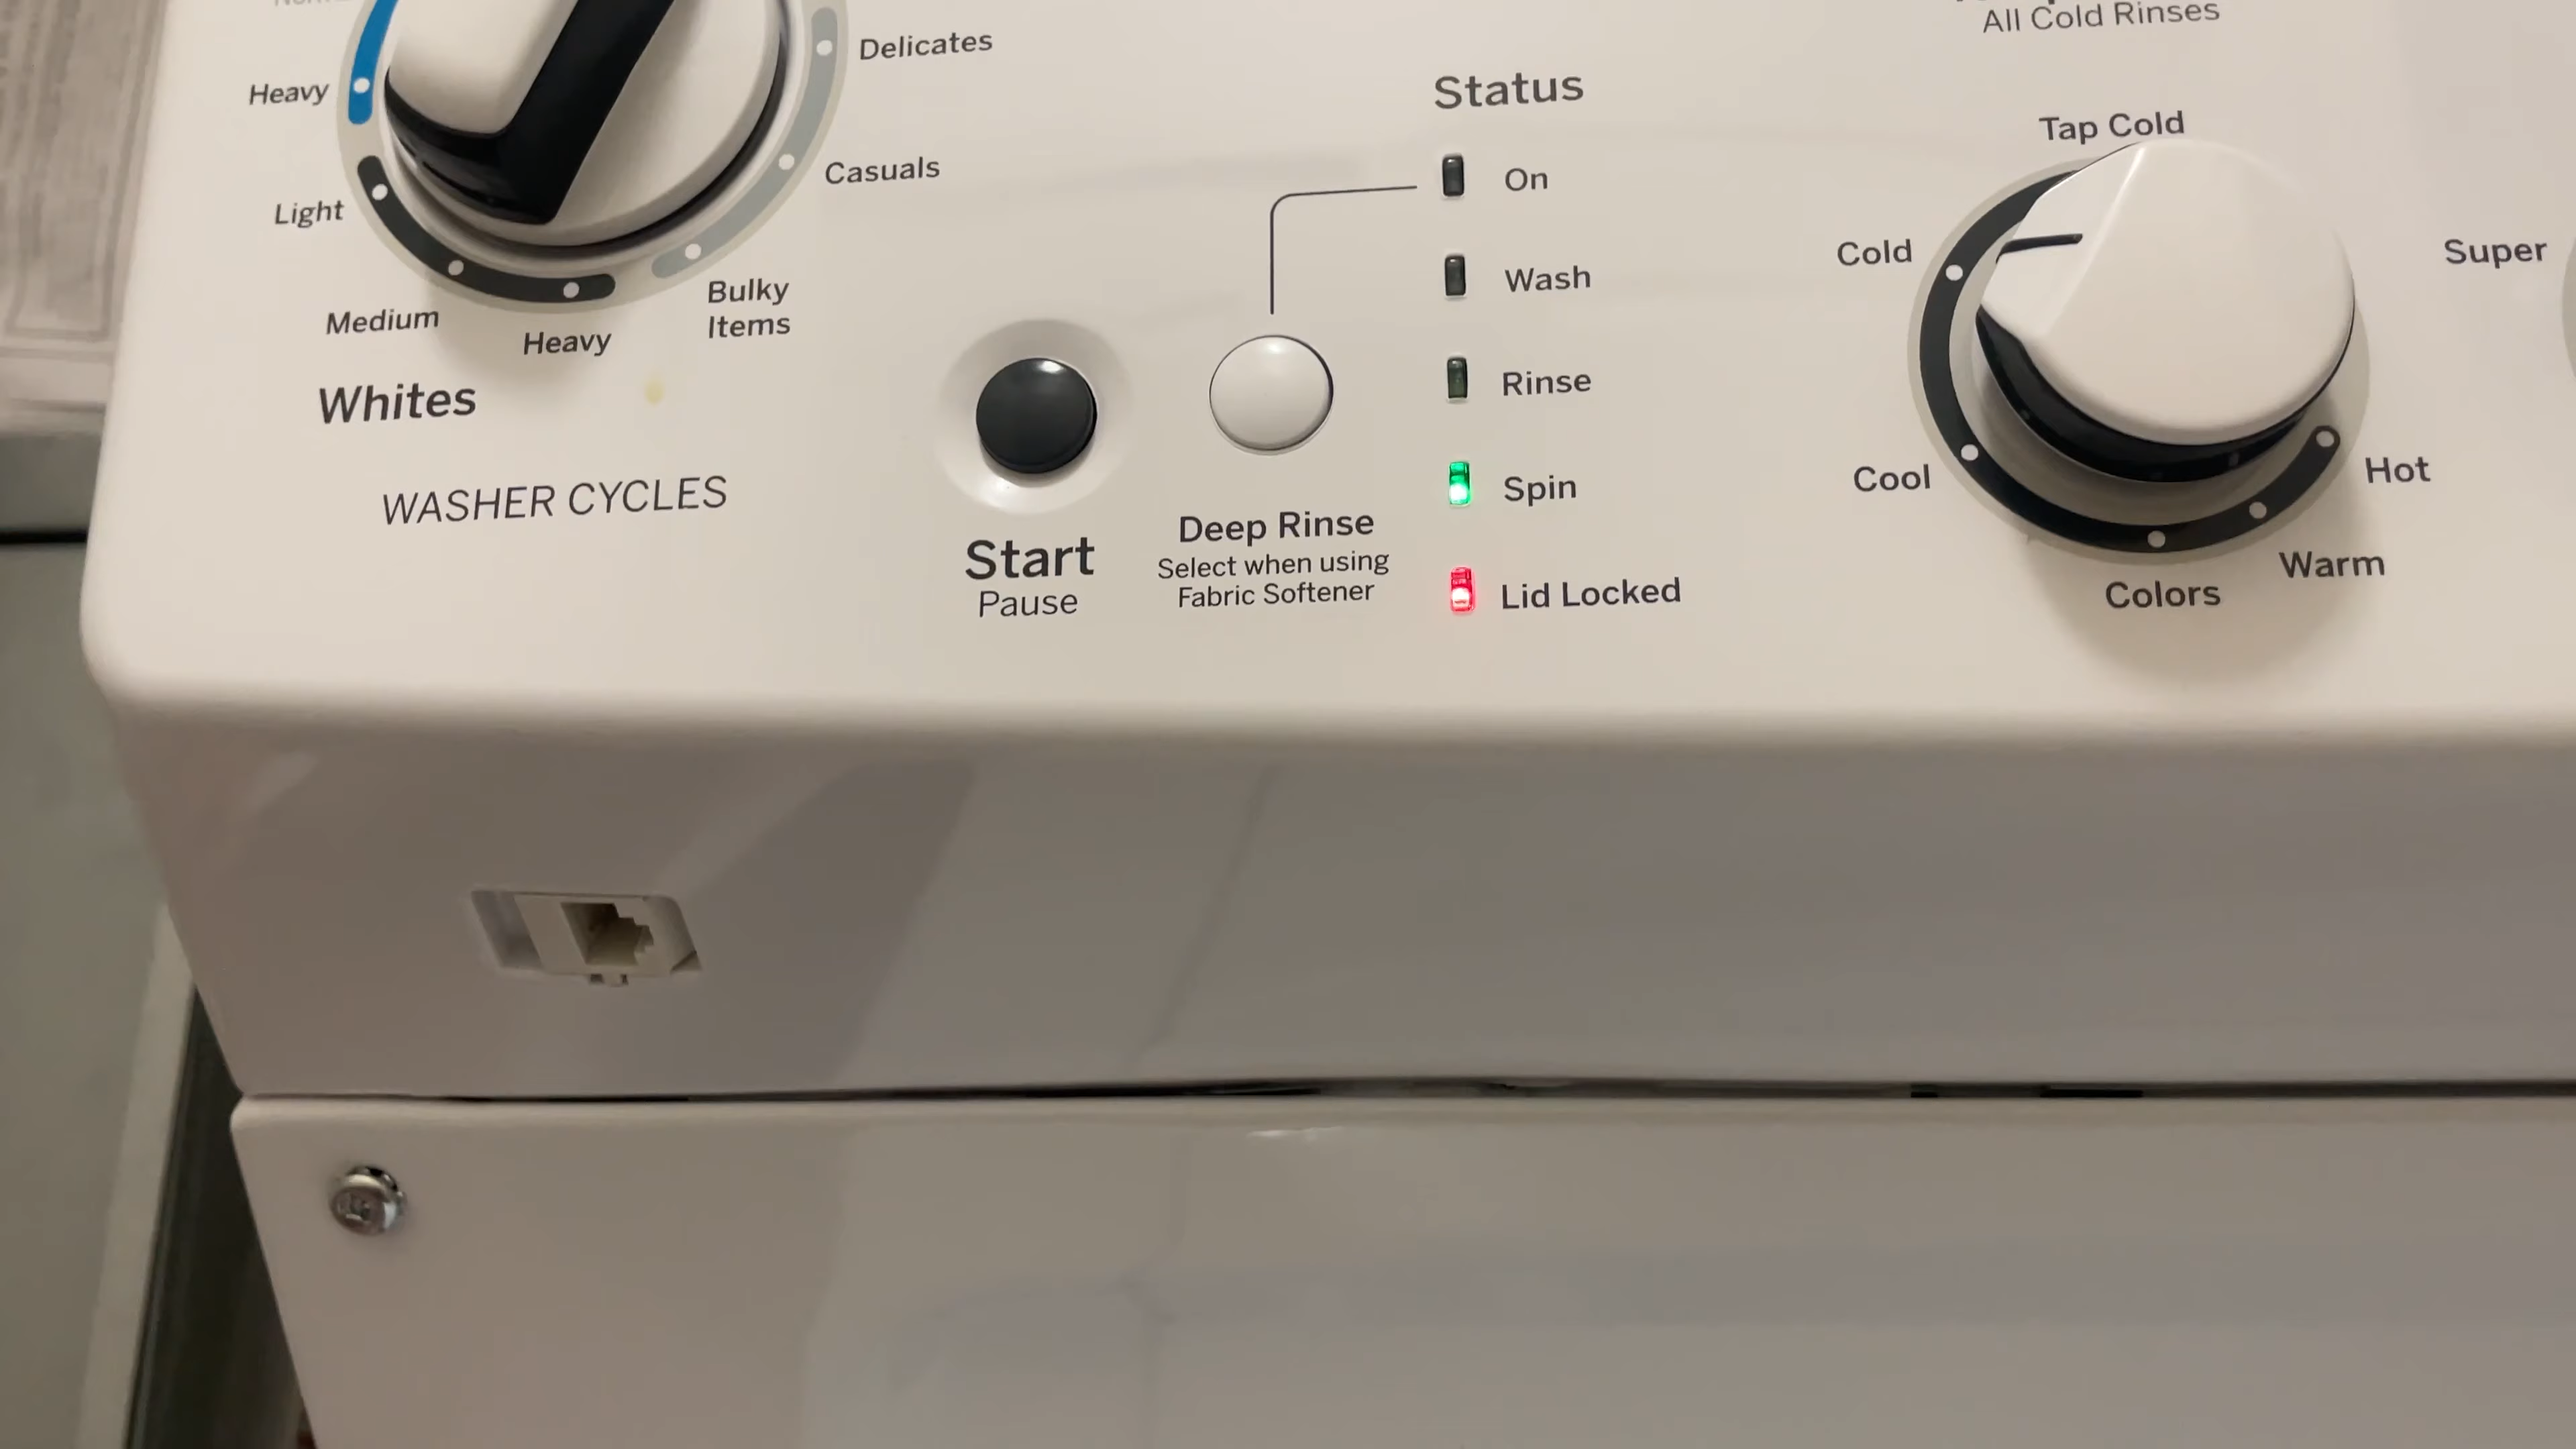 Delicates
Heavy
Casuals
Light
Bulky
Items
Medium
Heavy
Whites
WASHER CYCLES
Start
Pause
Deep Rinse
Select when using
Fabric Softener
Status
On
Wash
Rinse
Spin
Lid Locked
All Cold Rinses
Tap Cold
Cold
Cool
Colors
Warm
Hot
Super